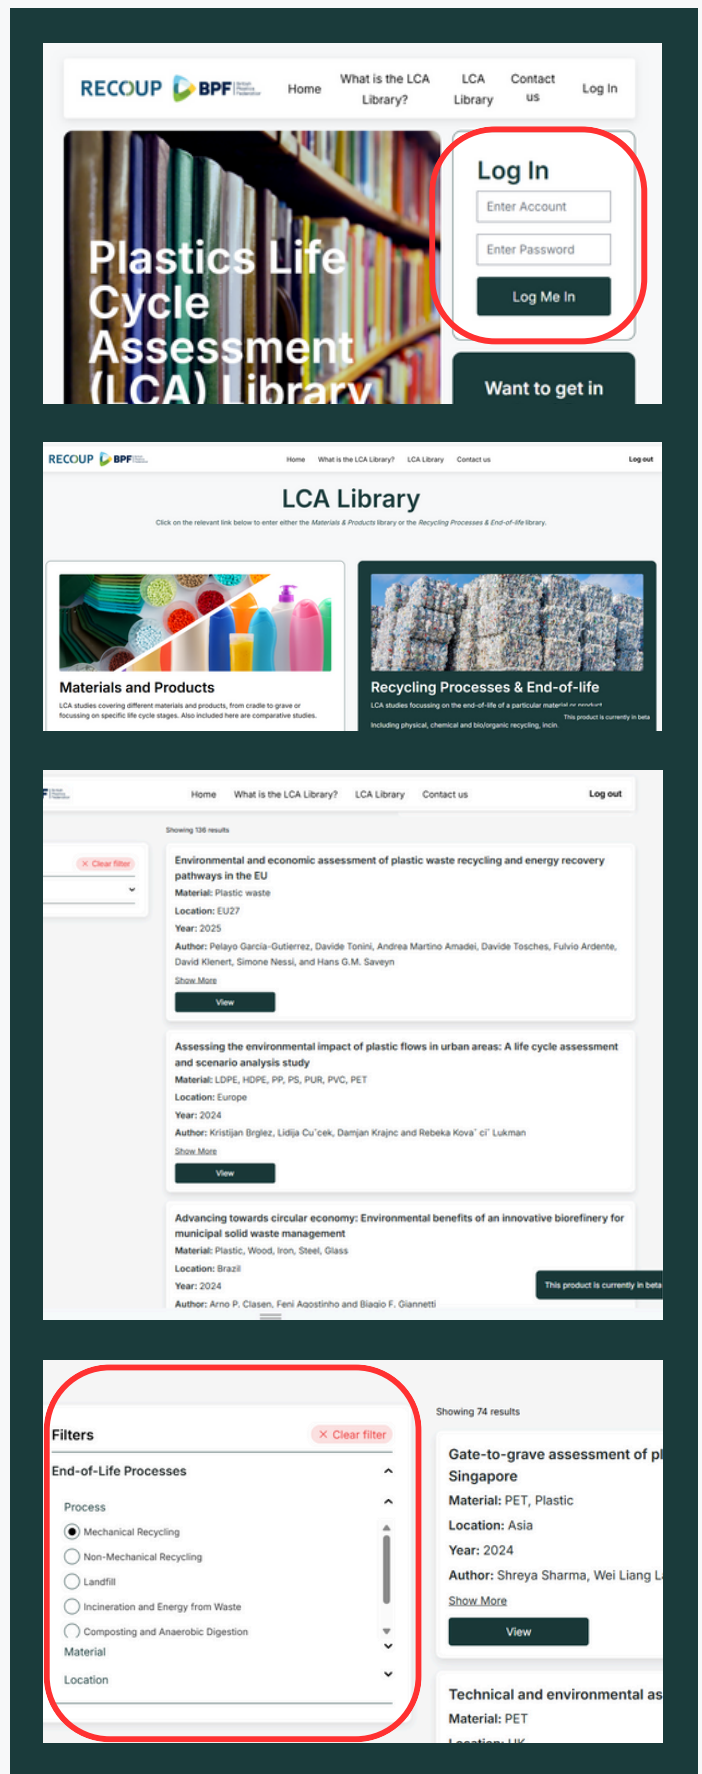 RECOUP BPF
Home
What is the LCA
Library?
LCA
Library
Contact
us
Log In
Plastics Life
Cycle
Assessment
(LCA) Library
Log In
Enter Account
Enter Password
Log Me In
Want to get in
RECOUP BPF
Home What is the LCA Library? LCA Library Contact us Log out
LCA Library
Click on the relevant link below to enter either the Materials & Products library or the Recycling Processes & End-of-life library.
Materials and Products
LCA studies covering different materials and products, from cradle to grave or
focussing on specific life cycle stages. Also included here are comparative studies.
Recycling Processes & End-of-life
LCA studies focussing on the end-of-life of a particular material or product.
Including physical, chemical and bio/organic recycling, incin
This product is currently in beta
Home What is the LCA Library? LCA Library Contact us Log out
Showing 136 results
× Clear filter
Environmental and economic assessment of plastic waste recycling and energy recovery
pathways in the EU
Material: Plastic waste
Location: EU27
Year: 2025
Author: Pelayo García-Gutierrez, Davide Tonini, Andrea Martino Amadei, Davide Tosches, Fulvio Ardente,
David Klenert, Simone Nessi, and Hans G.M. Saveyn
Show More
View
Assessing the environmental impact of plastic flows in urban areas: A life cycle assessment
and scenario analysis study
Material: LDPE, HDPE, PP, PS, PUR, PVC, PET
Location: Europe
Year: 2024
Author: Kristijan Brglez, Lidija Cuˇcek, Damjan Krajnc and Rebeka Kovaˇ ciˇ Lukman
Show More
View
Advancing towards circular economy: Environmental benefits of an innovative biorefinery for
municipal solid waste management
Material: Plastic, Wood, Iron, Steel, Glass
Location: Brazil
Year: 2024
Author: Arno P. Clasen, Feni Agostinho and Biagio F. Giannetti
This product is currently in beta
Filters
× Clear filter
End-of-Life Processes
Process
Mechanical Recycling
Non-Mechanical Recycling
Landfill
Incineration and Energy from Waste
Composting and Anaerobic Digestion
Material
Location
Showing 74 results
Gate-to-grave assessment of pl
Singapore
Material: PET, Plastic
Location: Asia
Year: 2024
Author: Shreya Sharma, Wei Liang L
Show More
View
Technical and environmental as
Material: PET
Location: UK